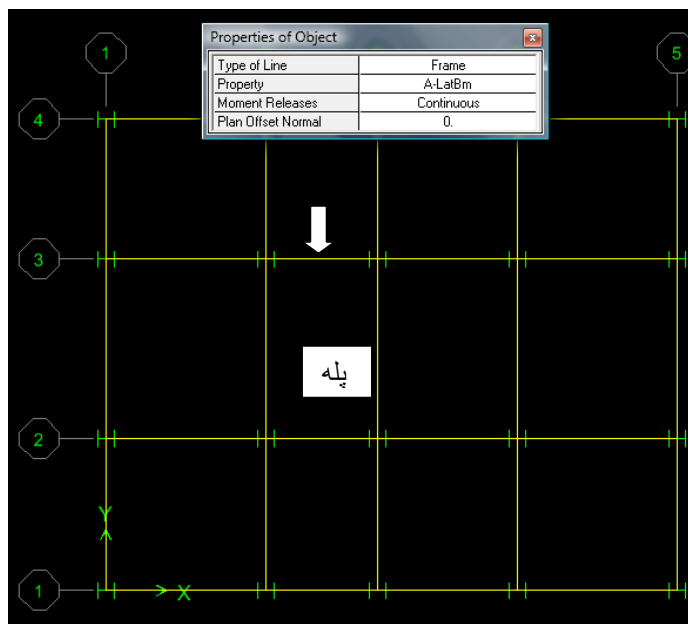 Properties of Object
Type of Line Frame
Property A-LatBm
Moment Releases Continuous
Plan Offset Normal 0.
1
5
4
3
پله
2
Y
X
1